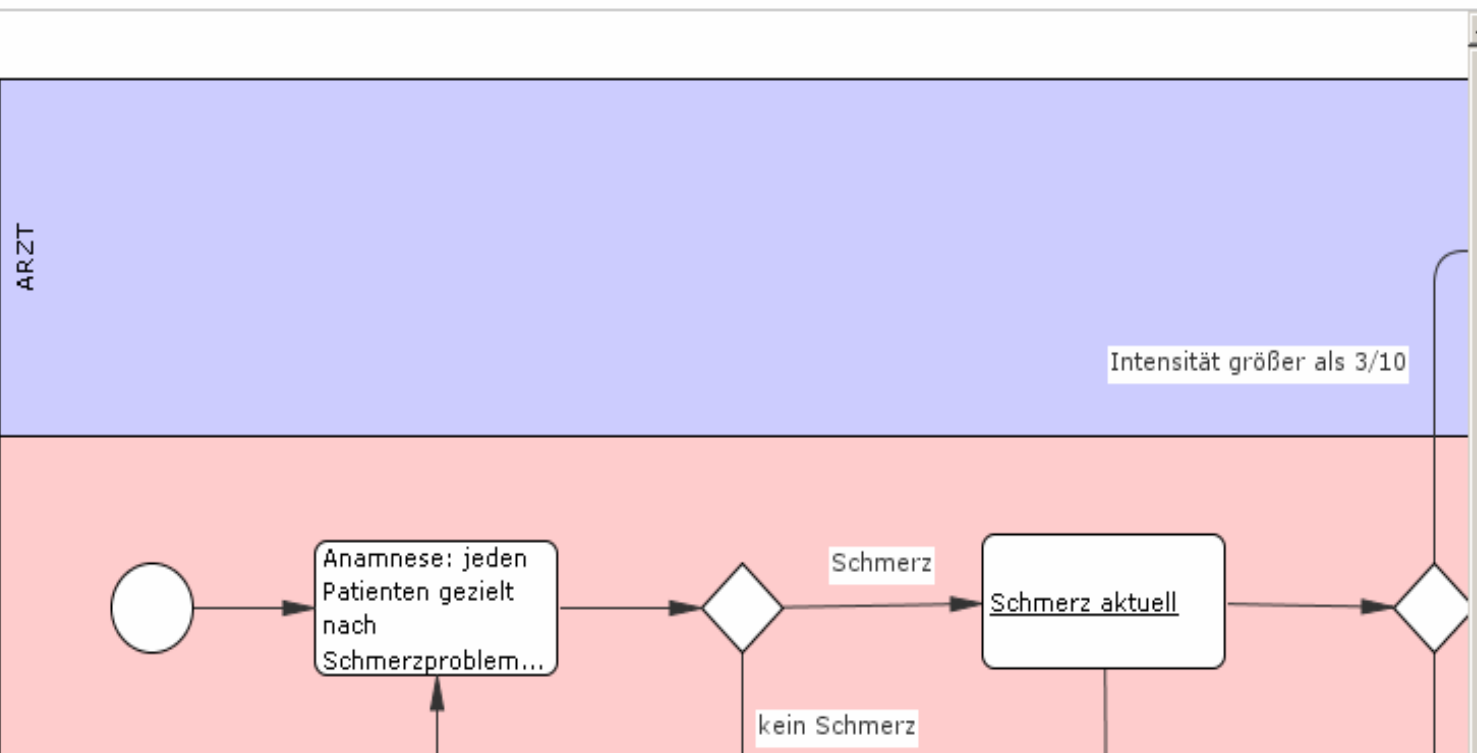 ARZT
Intensität größer als 3/10
Anamnese: jeden
Patienten gezielt
nach
Schmerzproblem...
Schmerz
Schmerz aktuell
kein Schmerz